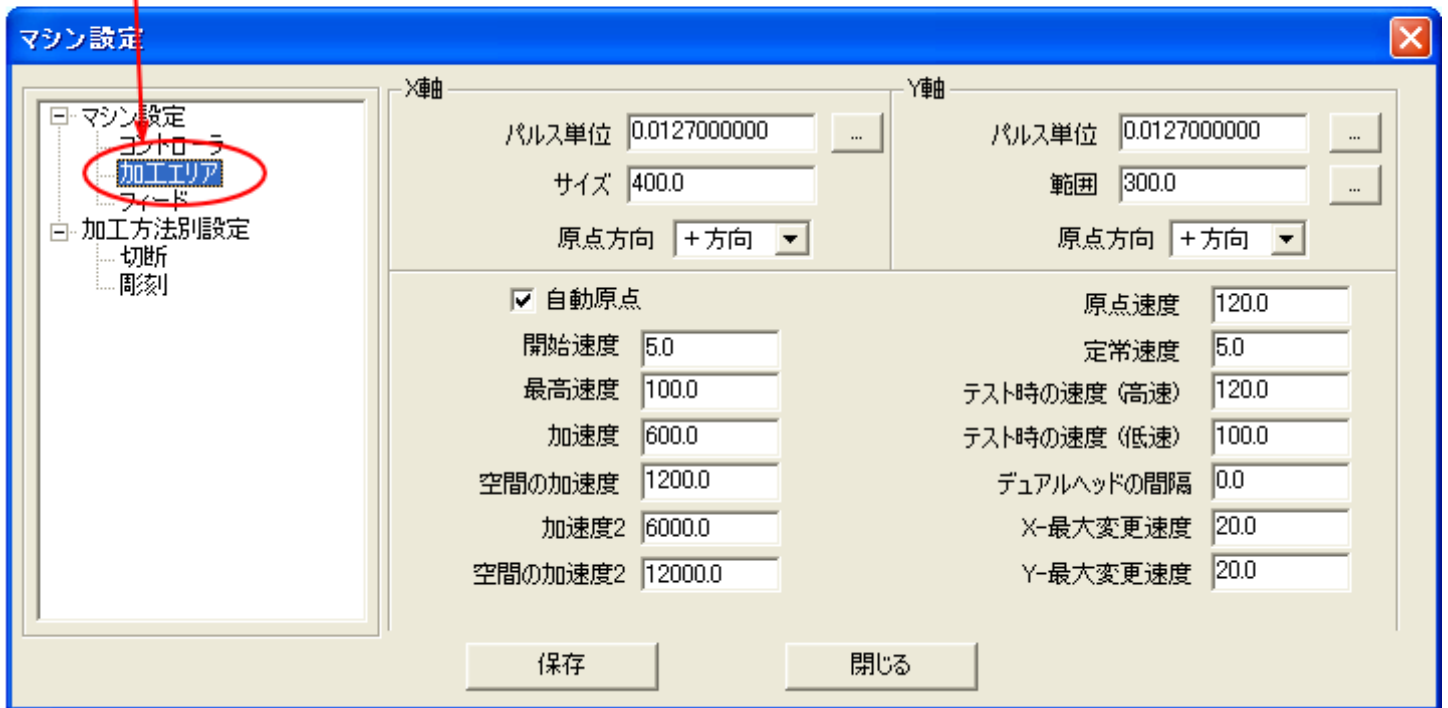 マシン設定
マシン設定
コントローラ
加工エリア
フィード
加工方法別設定
切断
彫刻
X軸
パルス単位 0.0127000000 ...
サイズ 400.0
原点方向 +方向
Y軸
パルス単位 0.0127000000 ...
範囲 300.0 ...
原点方向 +方向
自動原点
開始速度 5.0
最高速度 100.0
加速度 600.0
空間の加速度 1200.0
加速度2 6000.0
空間の加速度2 12000.0
原点速度 120.0
定常速度 5.0
テスト時の速度 (高速) 120.0
テスト時の速度 (低速) 100.0
デュアルヘッドの間隔 0.0
X-最大変更速度 20.0
Y-最大変更速度 20.0
保存 閉じる